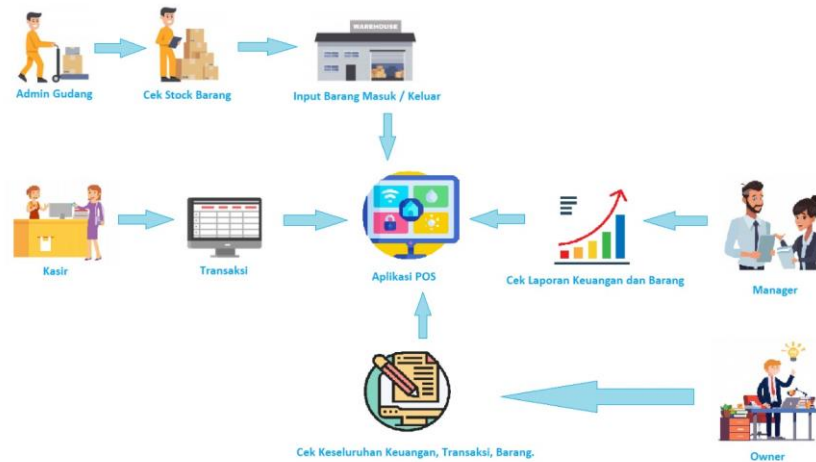 WAREHOUSE
Admin Gudang
Cek Stock Barang
Input Barang Masuk / Keluar
Kasir
Transaksi
Aplikasi POS
Cek Laporan Keuangan dan Barang
Manager
Cek Keseluruhan Keuangan, Transaksi, Barang.
Owner